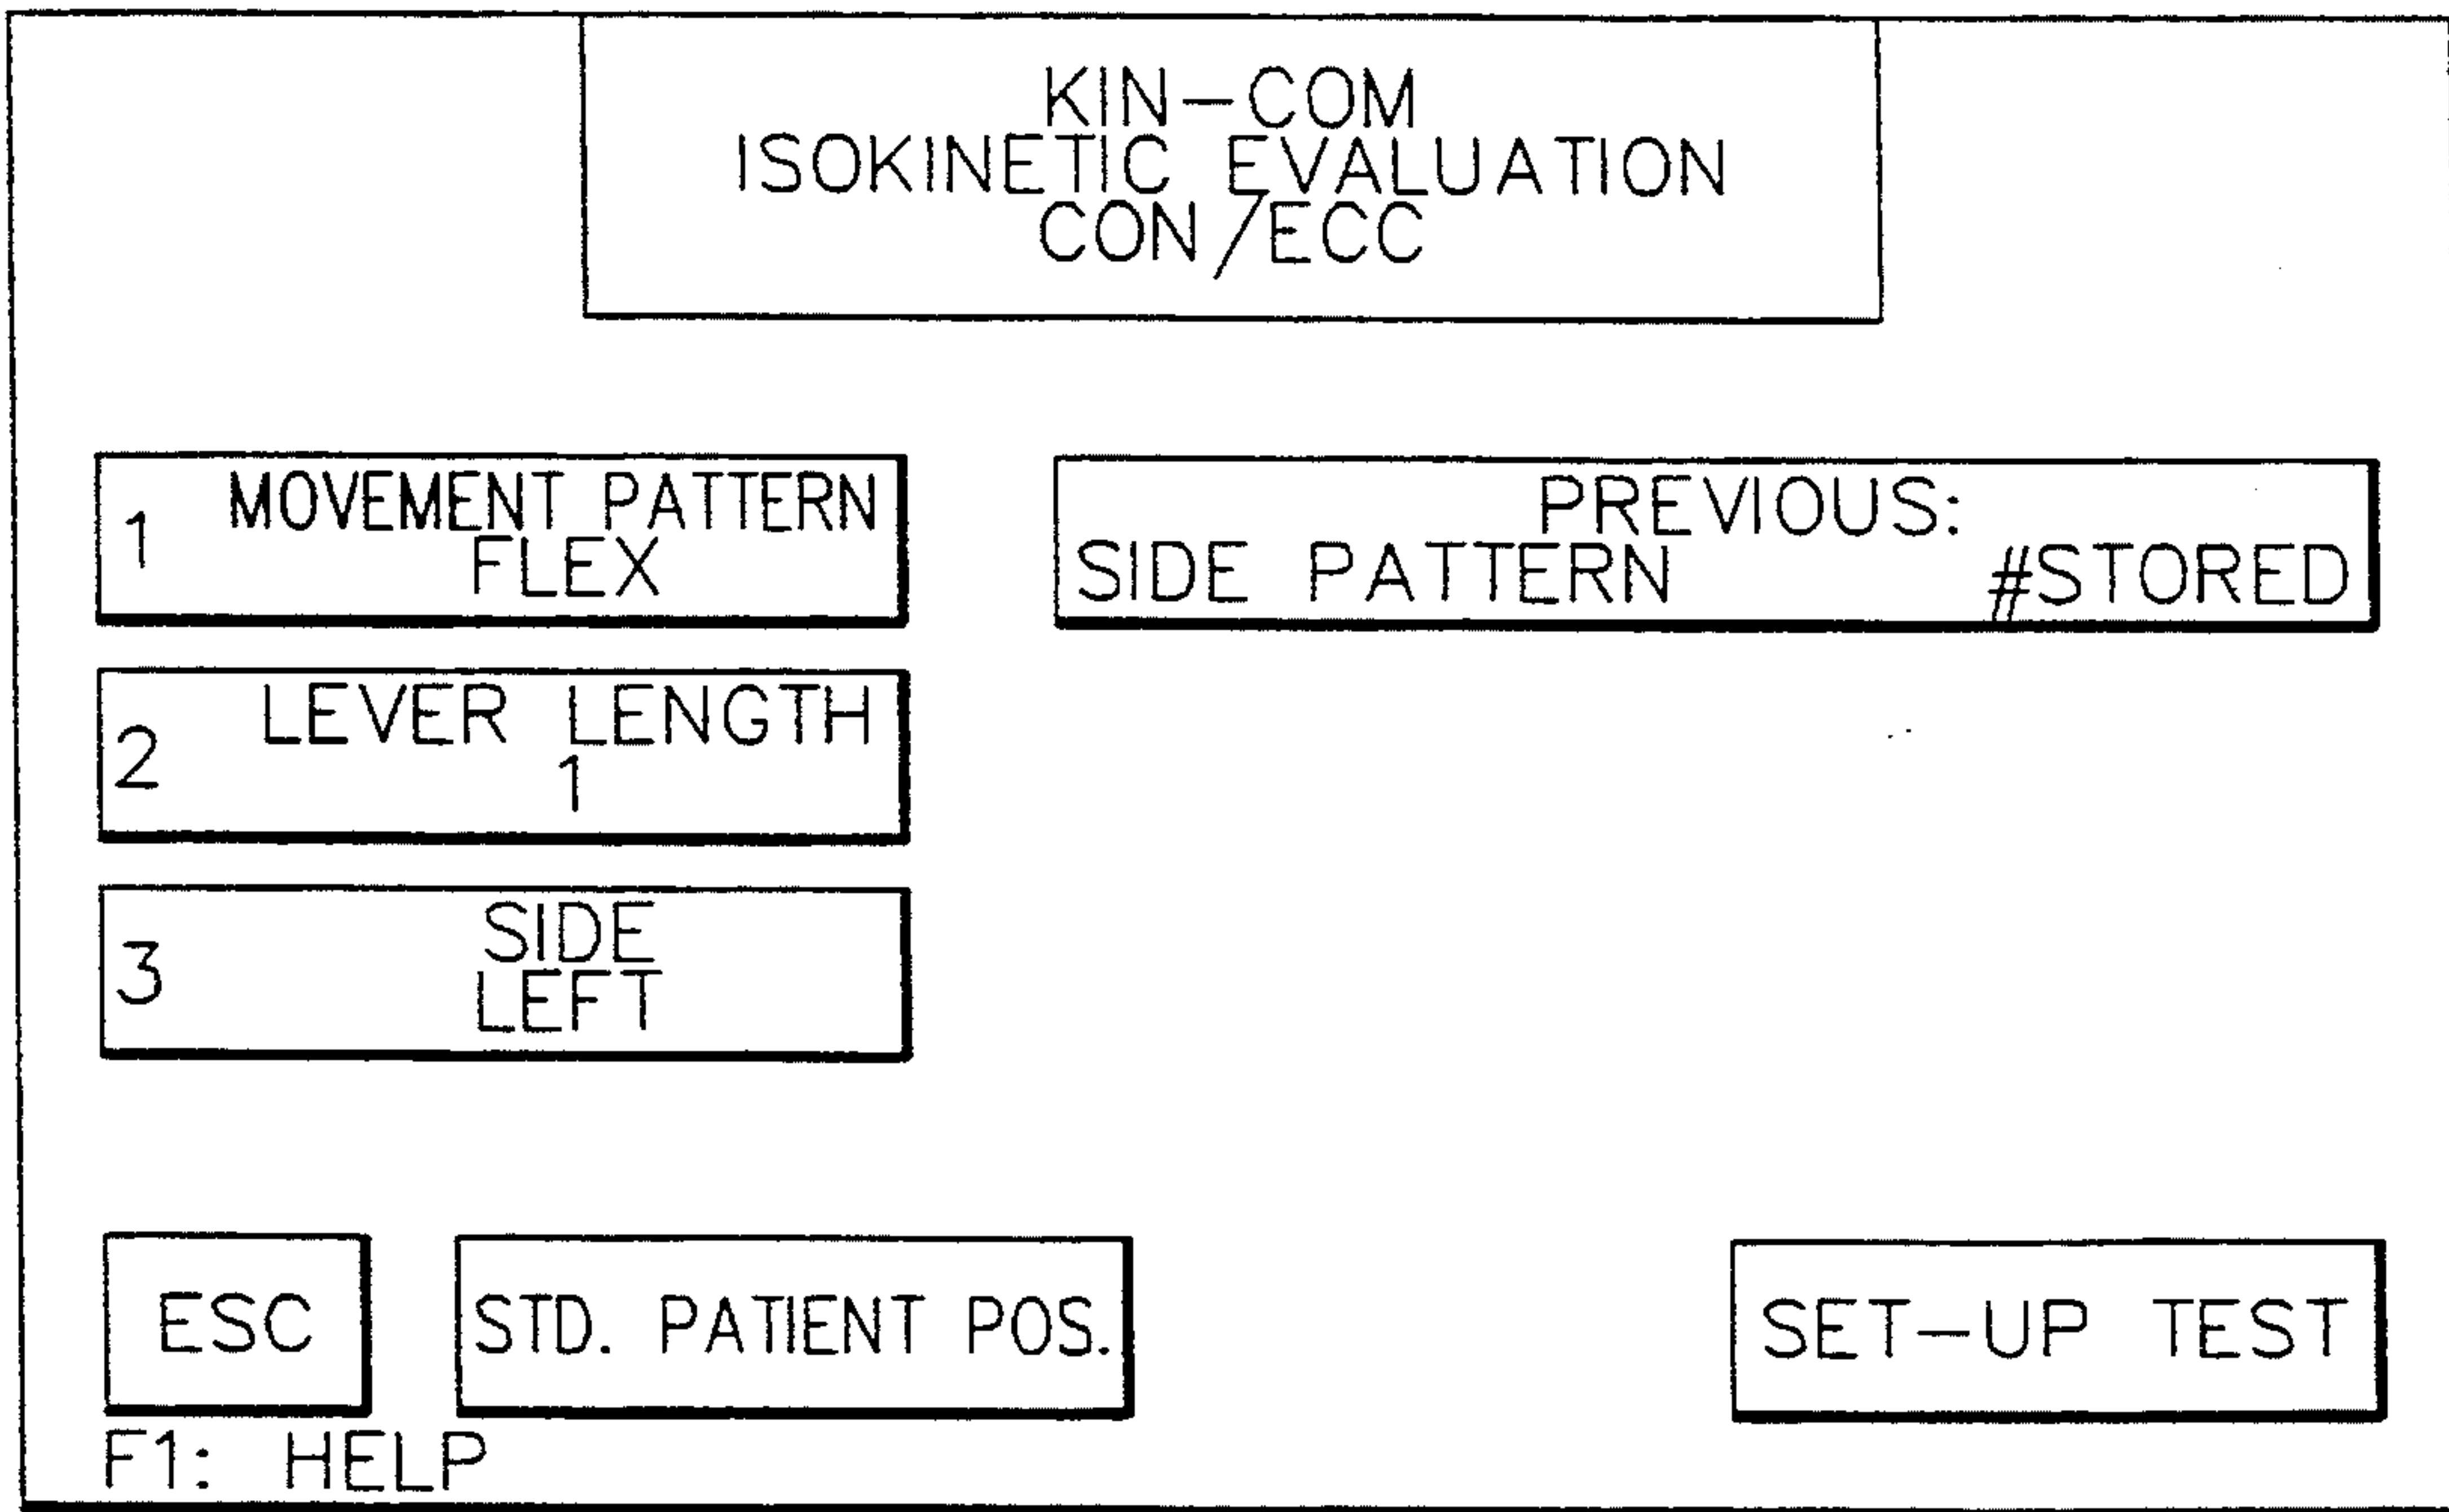 KIN-COM
ISOKINETIC EVALUATION
CON/ECC
1 MOVEMENT PATTERN
FLEX
PREVIOUS:
SIDE PATTERN #STORED
2 LEVER LENGTH
1
3 SIDE
LEFT
ESC
STD. PATIENT POS.
SET-UP TEST
F1: HELP